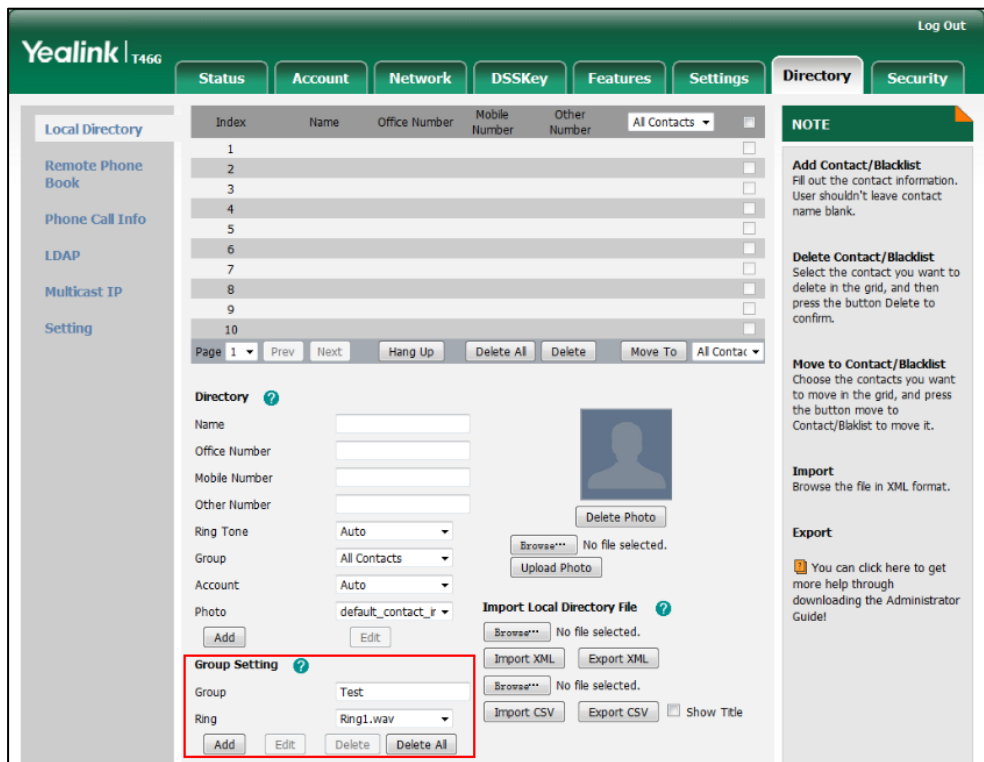 Log Out
Yealink | T46G
Status Account Network DSSKey Features Settings Directory Security
Local Directory
Remote Phone
Book
Phone Call Info
LDAP
Multicast IP
Setting
Index Name Office Number Mobile Number Other Number All Contacts
1
2
3
4
5
6
7
8
9
10
Page 1 Prev Next Hang Up Delete All Delete Move To All Contac
Directory ?
Name
Office Number
Mobile Number
Other Number
Ring Tone Auto
Group All Contacts
Account Auto
Photo default_contact_ir
Add Edit
Delete Photo
Browse... No file selected.
Upload Photo
Import Local Directory File ?
Browse... No file selected.
Import XML Export XML
Browse... No file selected.
Import CSV Export CSV Show Title
Group Setting ?
Group Test
Ring Ring1.wav
Add Edit Delete Delete All
NOTE
Add Contact/Blacklist
Fill out the contact information.
User shouldn't leave contact
name blank.
Delete Contact/Blacklist
Select the contact you want to
delete in the grid, and then
press the button Delete to
confirm.
Move to Contact/Blacklist
Choose the contacts you want
to move in the grid, and press
the button move to
Contact/Blaklist to move it.
Import
Browse the file in XML format.
Export
? You can click here to get
more help through
downloading the Administrator
Guide!